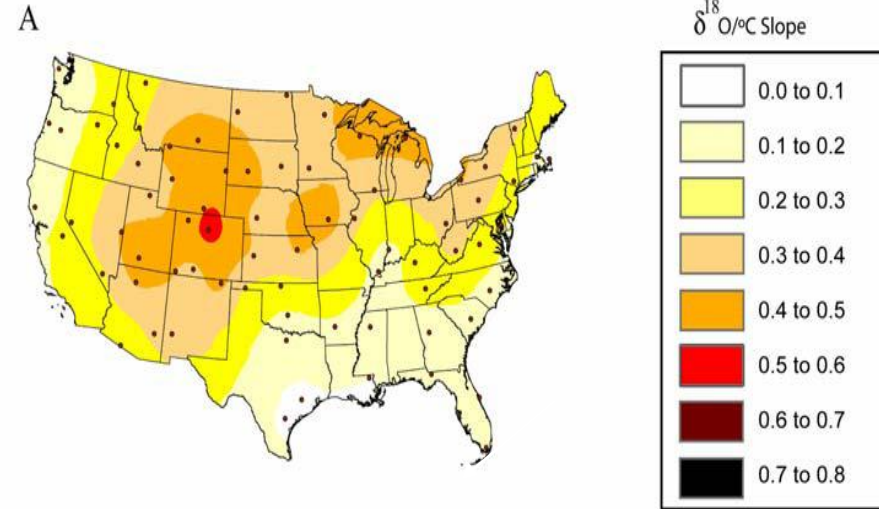 A
δ18O/ºC Slope
0.0 to 0.1
0.1 to 0.2
0.2 to 0.3
0.3 to 0.4
0.4 to 0.5
0.5 to 0.6
0.6 to 0.7
0.7 to 0.8